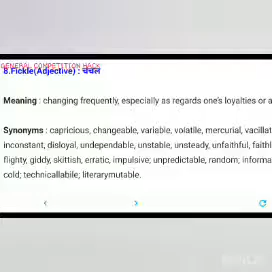 GENERAL COMPETITION HACK
8.Fickle(Adjective) : चंचल
Meaning : changing frequently, especially as regards one's loyalties or a
Synonyms : capricious, changeable, variable, volatile, mercurial, vacillat
inconstant, disloyal, undependable, unstable, unsteady, unfaithful, faithl
flighty, giddy, skittish, erratic, impulsive; unpredictable, random; informa
cold; technicallabile; literarymutable.